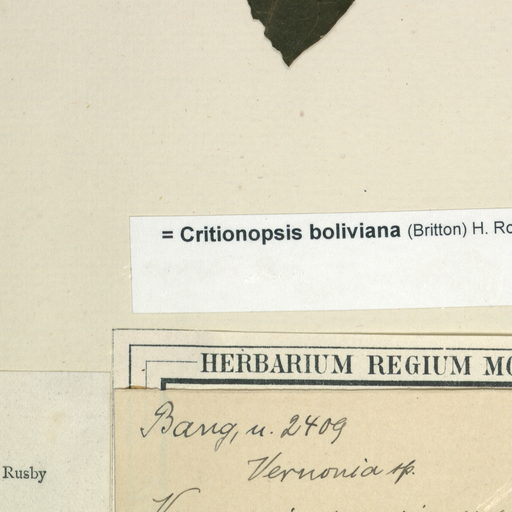 = Critionopsis boliviana (Britton) H. Ro
HERBARIUM REGIUM MO
Bang, n. 2409
Vernonia sp.
Rusby